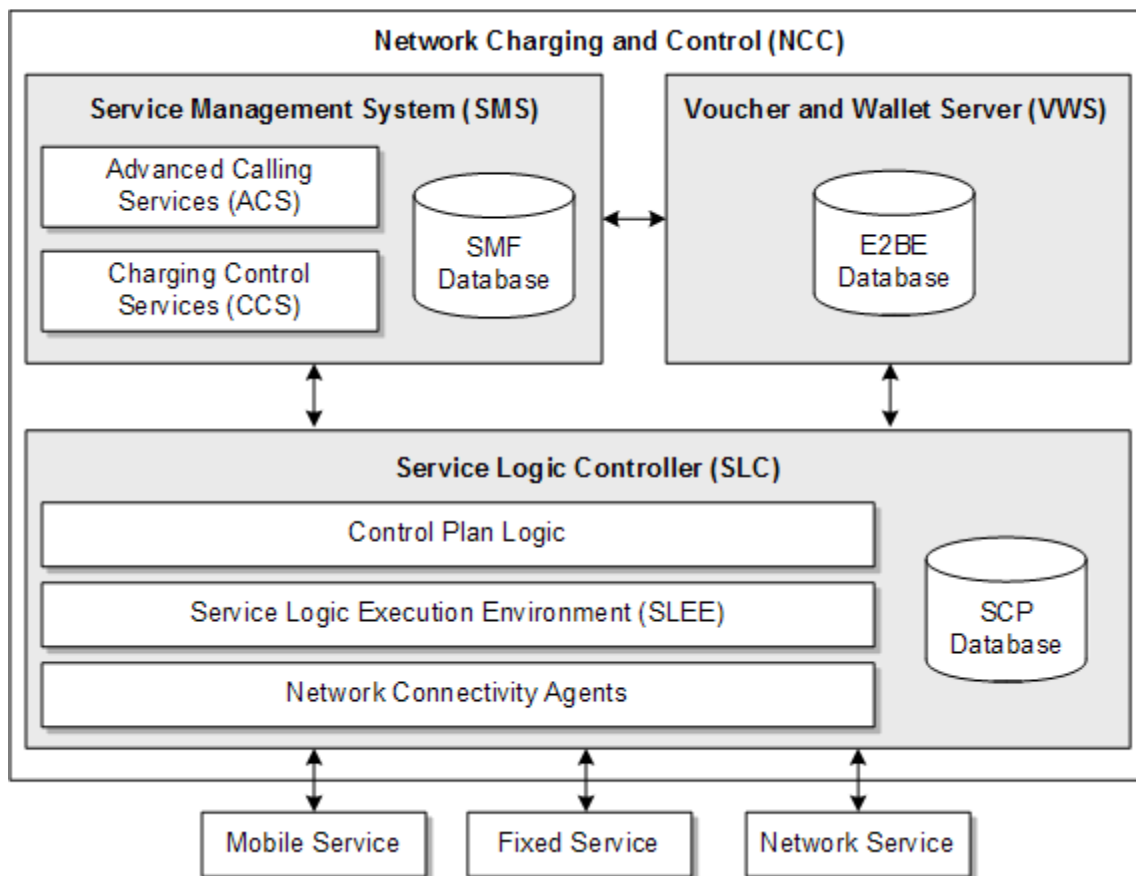 Network Charging and Control (NCC)
Service Management System (SMS)
Advanced Calling
Services (ACS)
Charging Control
Services (CCS)
SMF
Database
Voucher and Wallet Server (VWS)
E2BE
Database
Service Logic Controller (SLC)
Control Plan Logic
Service Logic Execution Environment (SLEE)
Network Connectivity Agents
SCP
Database
Mobile Service
Fixed Service
Network Service